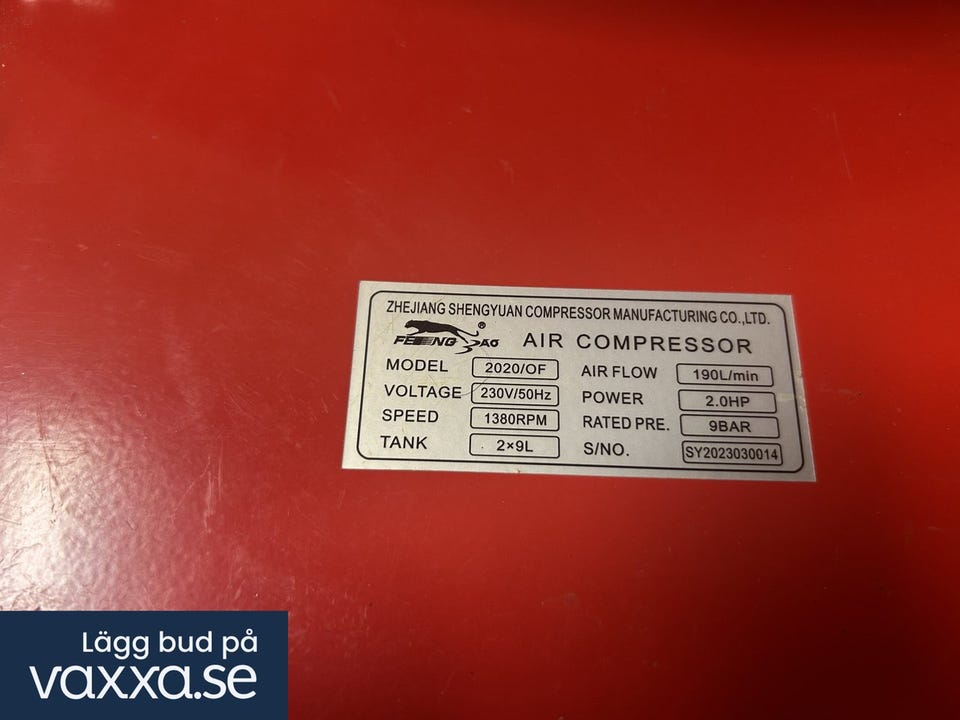 ZHEJIANG SHENGYUAN COMPRESSOR MANUFACTURING CO.,LTD.
FENGBAO® AIR COMPRESSOR
MODEL 2020/OF AIR FLOW 190L/min
VOLTAGE 230V/50Hz POWER 2.0HP
SPEED 1380RPM RATED PRE. 9BAR
TANK 2×9L S/NO. SY2023030014
Lägg bud på
vaxxa.se